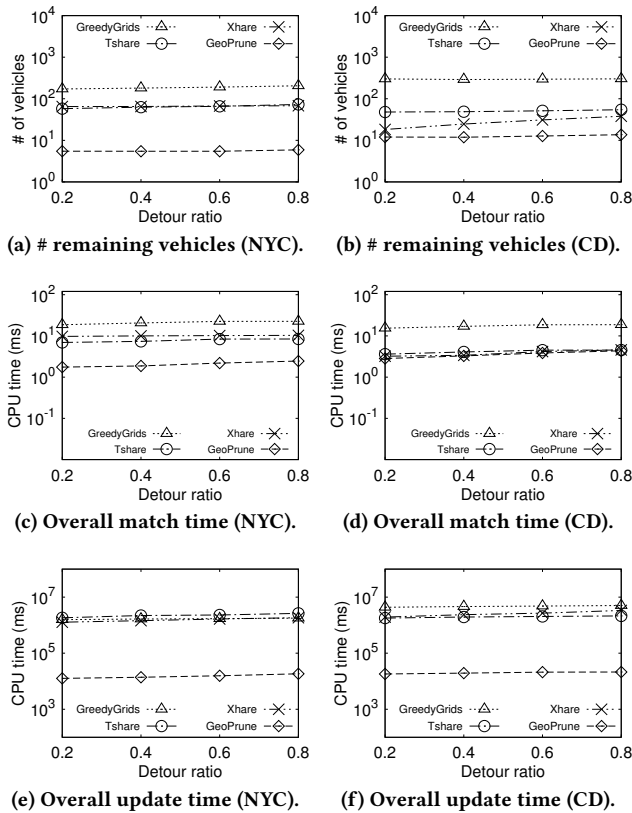 GreedyGrids Xhare
Tshare GeoPrune
10^4
10^3
10^2
10^1
10^0
# of vehicles
0.2 0.4 0.6 0.8
Detour ratio
(a) # remaining vehicles (NYC).
GreedyGrids Xhare
Tshare GeoPrune
10^4
10^3
10^2
10^1
10^0
# of vehicles
0.2 0.4 0.6 0.8
Detour ratio
(b) # remaining vehicles (CD).
10^2
10^1
10^0
10^-1
CPU time (ms)
GreedyGrids Xhare
Tshare GeoPrune
0.2 0.4 0.6 0.8
Detour ratio
(c) Overall match time (NYC).
10^2
10^1
10^0
10^-1
CPU time (ms)
GreedyGrids Xhare
Tshare GeoPrune
0.2 0.4 0.6 0.8
Detour ratio
(d) Overall match time (CD).
10^7
10^5
10^3
CPU time (ms)
GreedyGrids Xhare
Tshare GeoPrune
0.2 0.4 0.6 0.8
Detour ratio
(e) Overall update time (NYC).
10^7
10^5
10^3
CPU time (ms)
GreedyGrids Xhare
Tshare GeoPrune
0.2 0.4 0.6 0.8
Detour ratio
(f) Overall update time (CD).